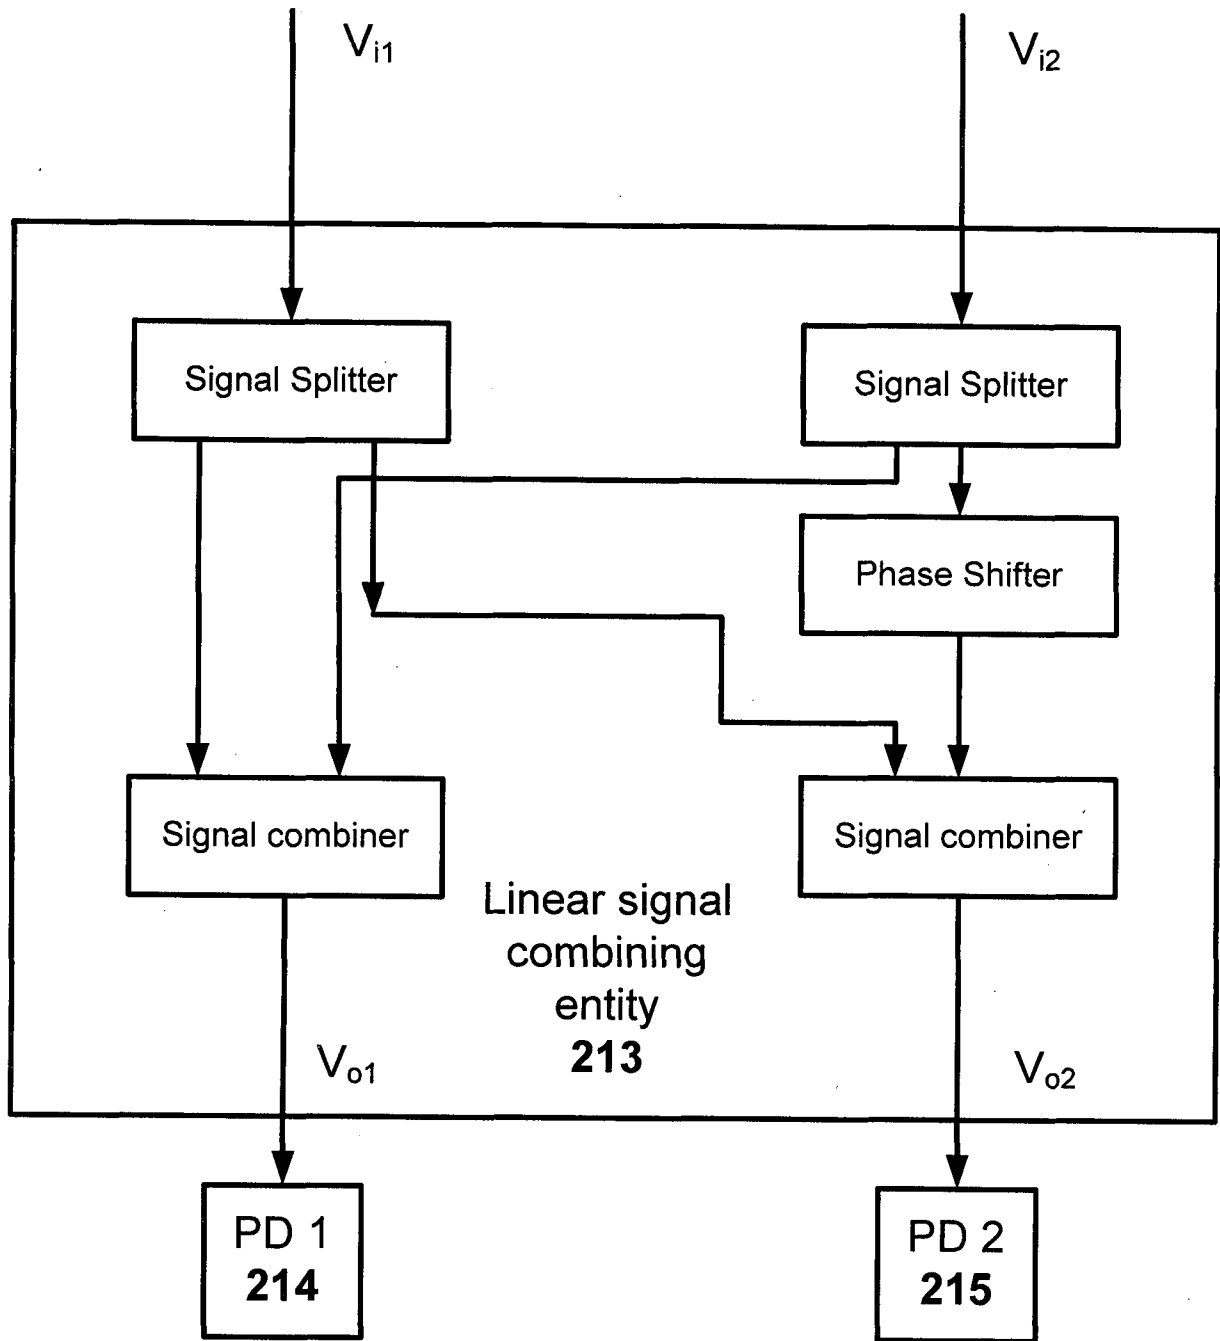 Vi1
Vi2
Signal Splitter
Signal Splitter
Phase Shifter
Signal combiner
Signal combiner
Linear signal
combining
entity
213
Vo1
Vo2
PD 1
214
PD 2
215